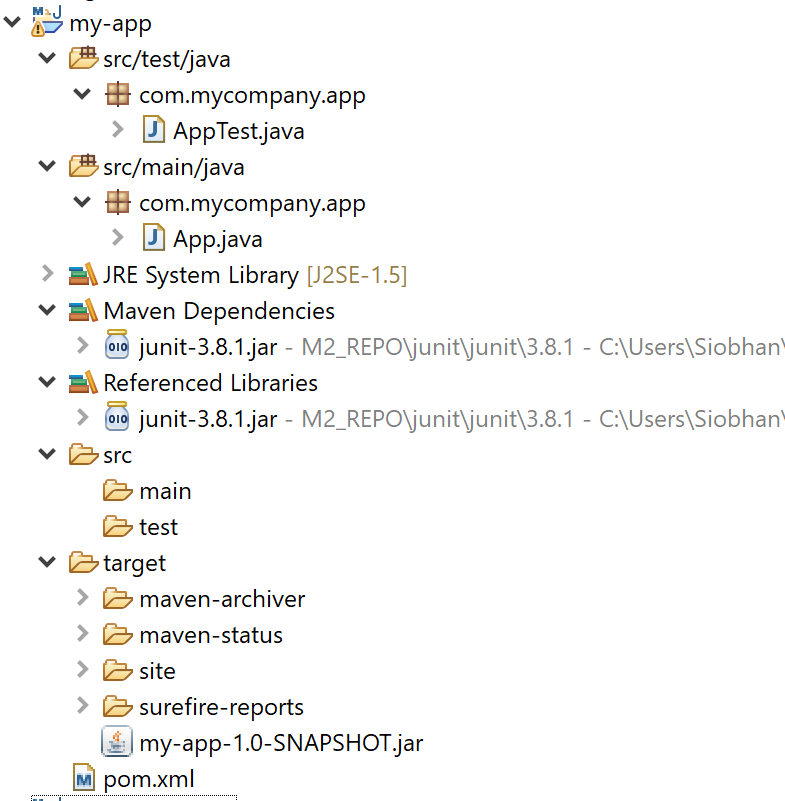 my-app
src/test/java
com.mycompany.app
AppTest.java
src/main/java
com.mycompany.app
App.java
JRE System Library [J2SE-1.5]
Maven Dependencies
junit-3.8.1.jar - M2_REPO\junit\junit\3.8.1 - C:\Users\Siobhan\
Referenced Libraries
junit-3.8.1.jar - M2_REPO\junit\junit\3.8.1 - C:\Users\Siobhan\
src
main
test
target
maven-archiver
maven-status
site
surefire-reports
my-app-1.0-SNAPSHOT.jar
pom.xml